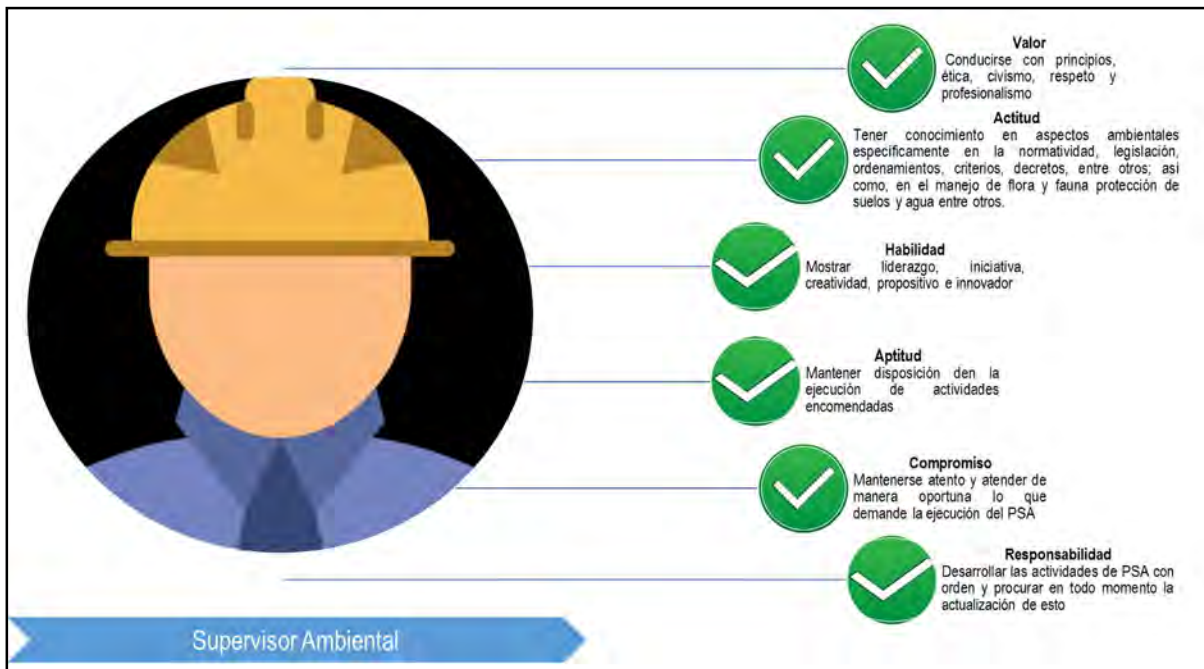 Valor
Conducirse con principios,
ética, civismo, respeto y
profesionalismo
Actitud
Tener conocimiento en aspectos ambientales
específicamente en la normatividad, legislación,
ordenamientos, criterios, decretos, entre otros; así
como, en el manejo de flora y fauna protección de
suelos y agua entre otros.
Habilidad
Mostrar liderazgo, iniciativa,
creatividad, propositivo e innovador
Aptitud
Mantener disposición den la
ejecución de actividades
encomendadas
Compromiso
Mantenerse atento y atender de
manera oportuna lo que
demande la ejecución del PSA
Responsabilidad
Desarrollar las actividades de PSA con
orden y procurar en todo momento la
actualización de esto
Supervisor Ambiental